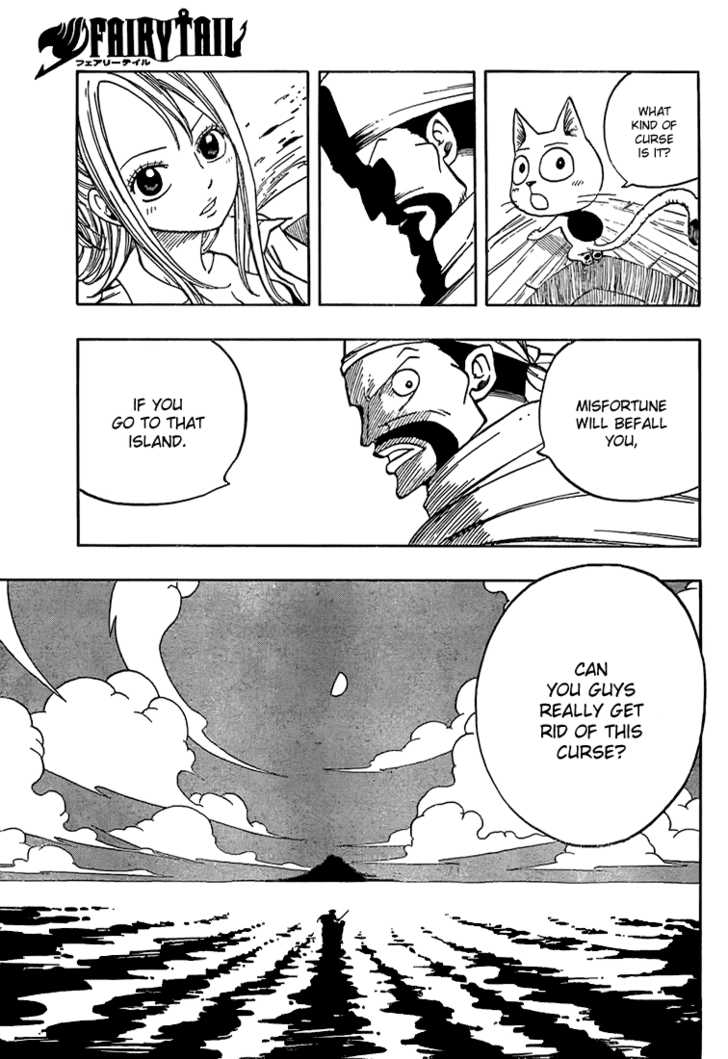 FAIRY TAIL
フェアリーテイル
WHAT
KIND OF
CURSE
IS IT?
MISFORTUNE
WILL BEFALL
YOU,
IF YOU
GO TO THAT
ISLAND.
CAN
YOU GUYS
REALLY GET
RID OF THIS
CURSE?